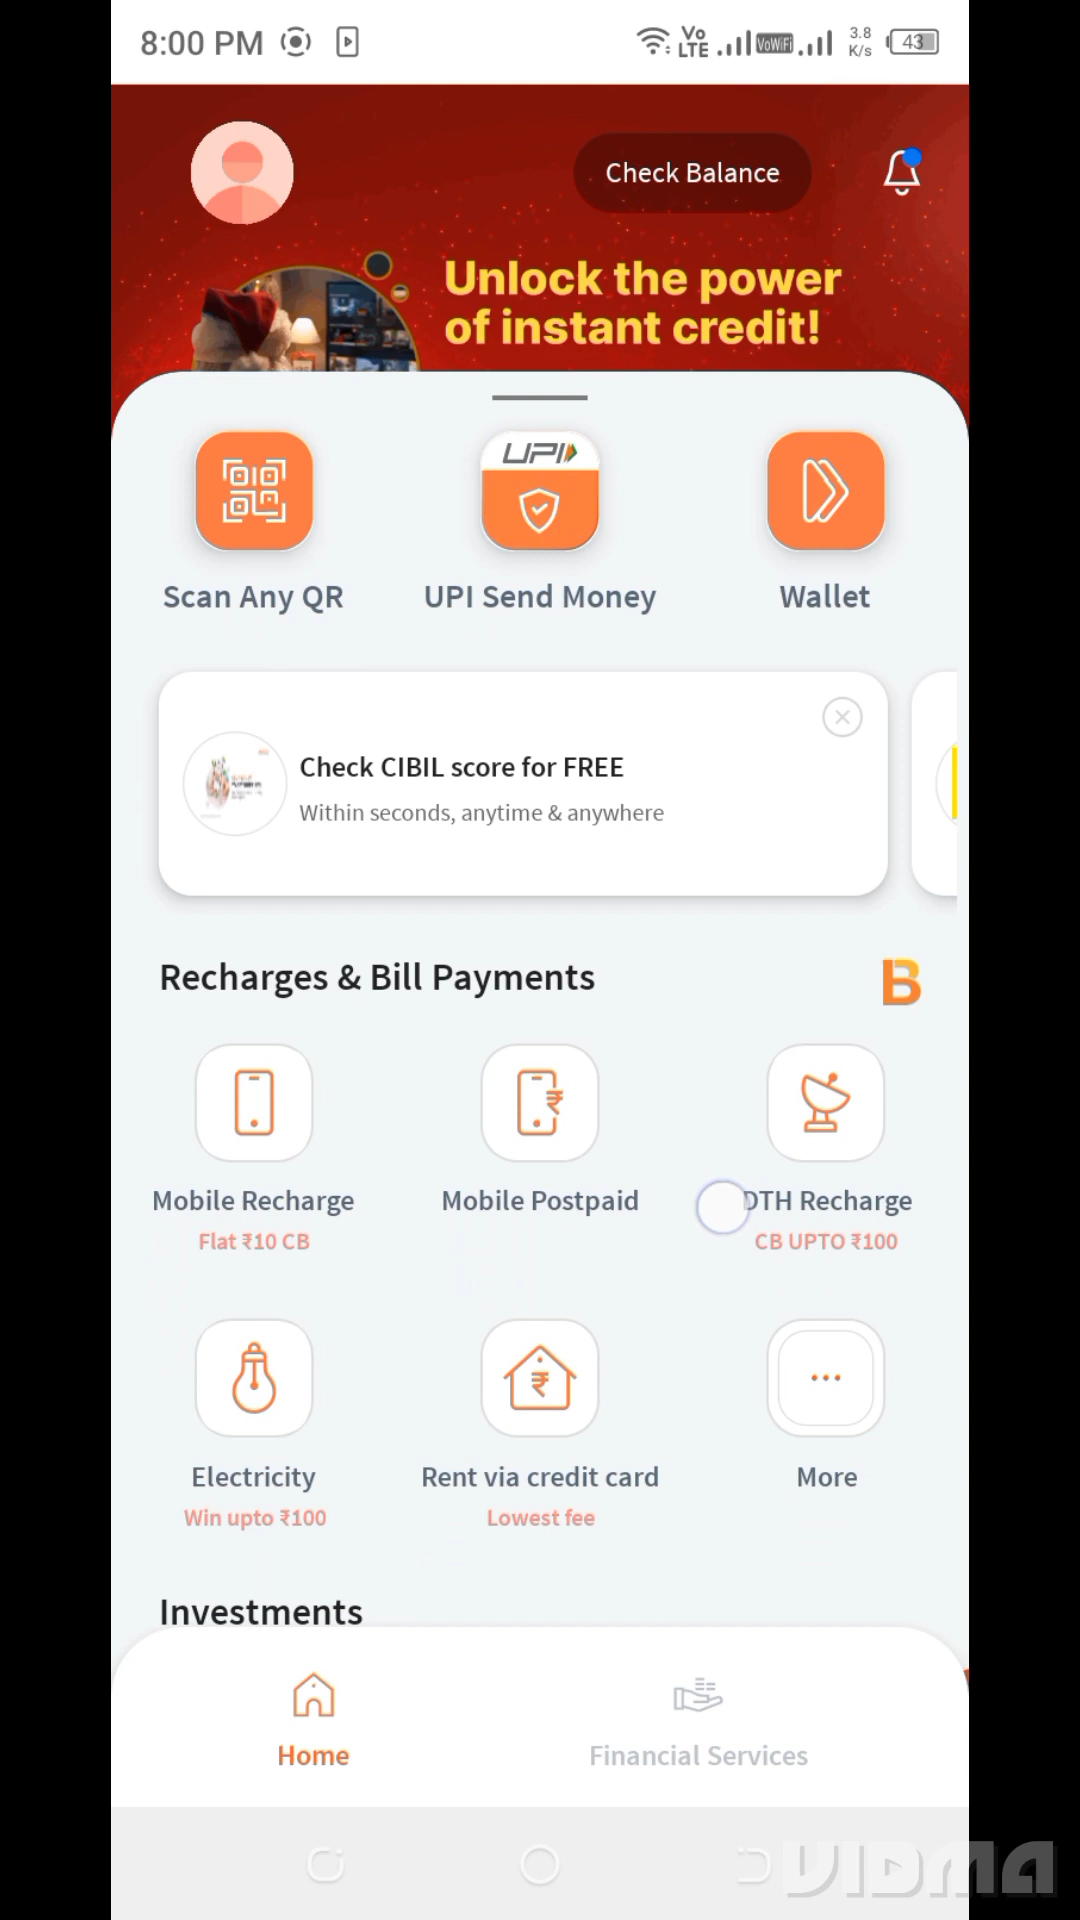 8:00 PM
Vo
LTE
VoWiFi
3.8
K/s
43
Check Balance
Unlock the power
of instant credit!
UPI
Scan Any QR
UPI Send Money
Wallet
Check CIBIL score for FREE
Within seconds, anytime & anywhere
Recharges & Bill Payments
B
Mobile Recharge
Mobile Postpaid
DTH Recharge
Flat ₹10 CB
CB UPTO ₹100
Electricity
Rent via credit card
More
Win upto ₹100
Lowest fee
Investments
Home
Financial Services
VIDMA